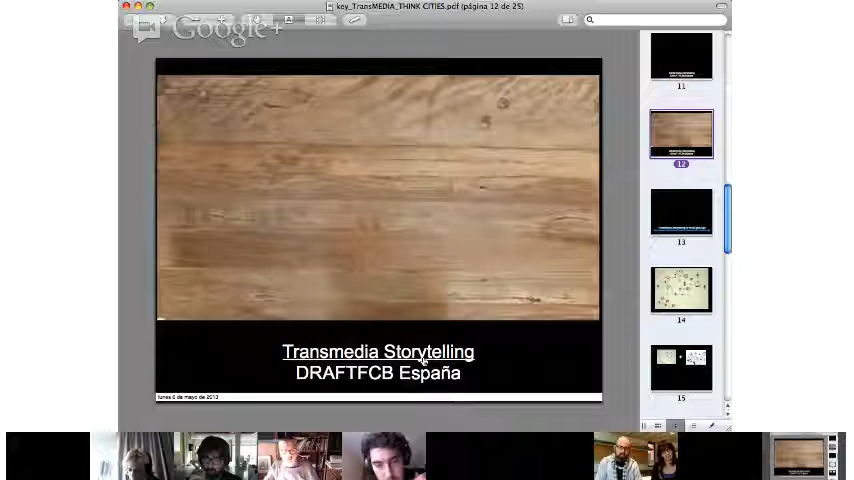 key_TransMEDIA_THINK CITIES.pdf (página 12 de 25)
Google+
11
12
13
14
15
Transmedia Storytelling
DRAFTFCB España
lunes 6 de mayo de 2013